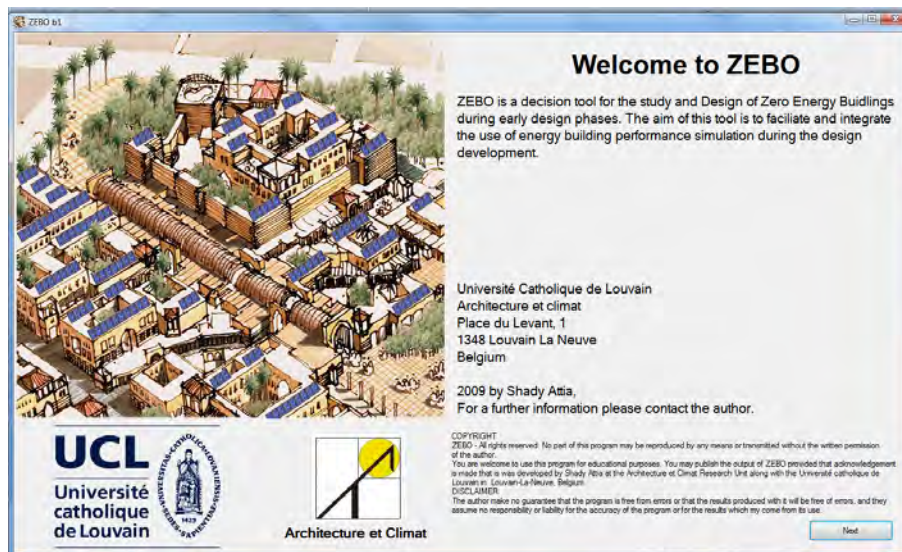 ZEBO b1
Welcome to ZEBO
ZEBO is a decision tool for the study and Design of Zero Energy Buidlings
during early design phases. The aim of this tool is to faciliate and integrate
the use of energy building performance simulation during the design
development.
Université Catholique de Louvain
Architecture et climat
Place du Levant, 1
1348 Louvain La Neuve
Belgium
2009 by Shady Attia,
For a further information please contact the author.
COPYRIGHT
ZEBO - All rights reserved. No part of this program may be reproduced by any means or transmitted without the written permission
of the author.
You are welcome to use this program for educational purposes. You may publish the output of ZEBO provided that acknowledgement
is made that is was developed by Shady Attia at the Architecture et Climat Research Unit along with the Université catholique de
Louvain in Louvain-La-Neuve, Belgium.
DISCLAIMER
The author make no guarantee that the program is free from errors or that the results produced with it will be free of errors, and they
assume no responsibility or liability for the accuracy of the program or for the results which my come from its use.
Next
UCL
Université
catholique
de Louvain
1425
Architecture et Climat